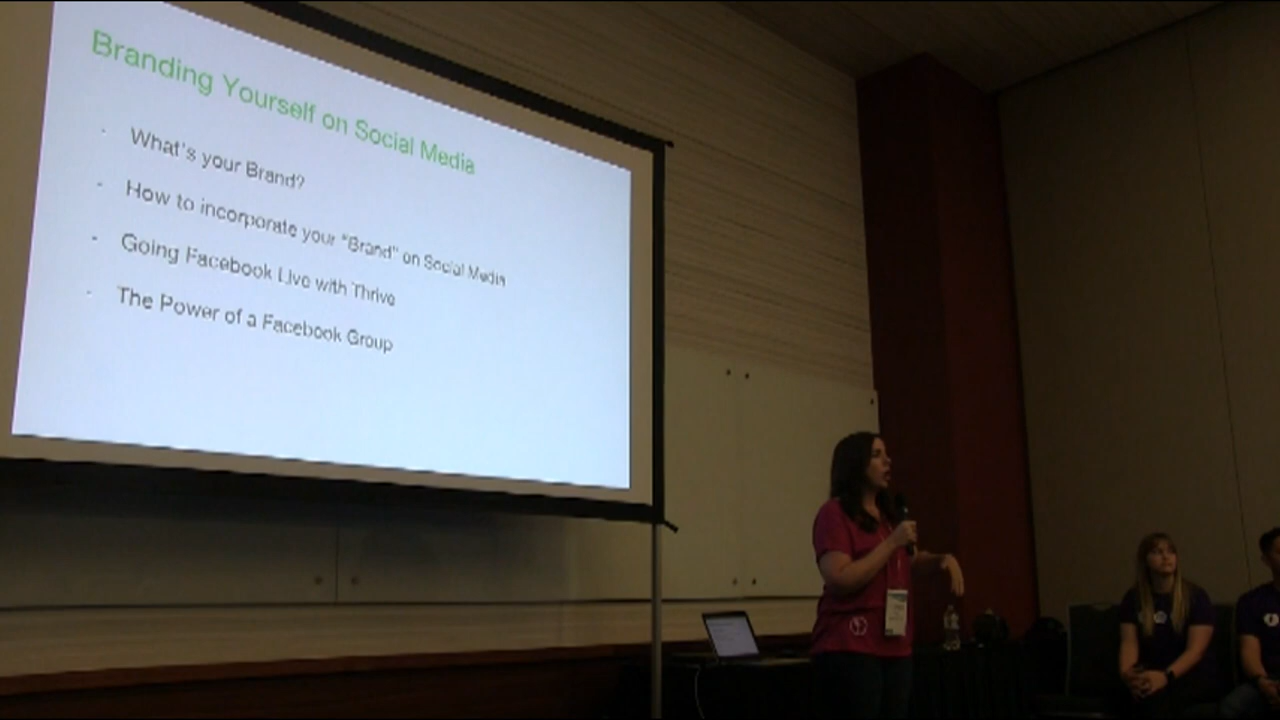 Branding Yourself on Social Media
- What's your Brand?
- How to incorporate your "Brand" on Social Media
- Going Facebook Live with Thrive
- The Power of a Facebook Group